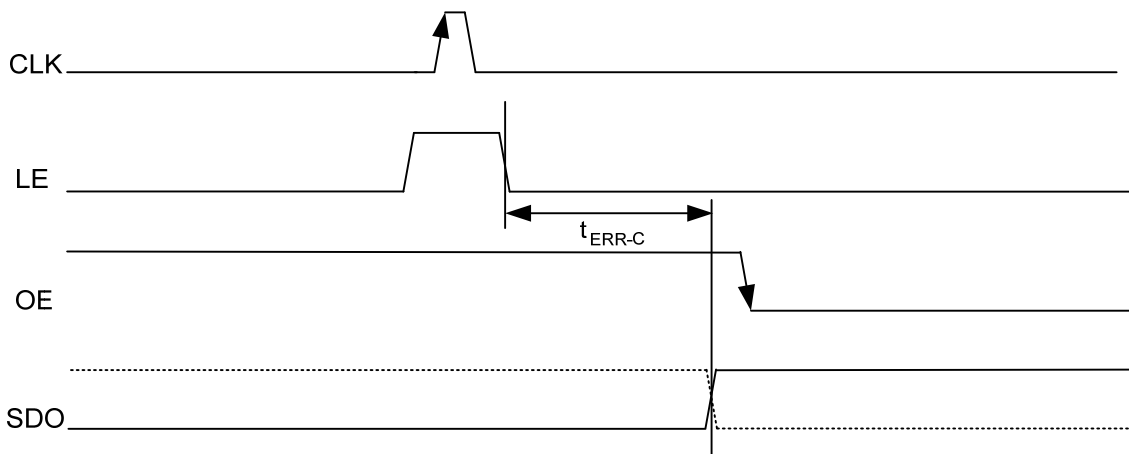 CLK
LE
tERR-C
OE
SDO